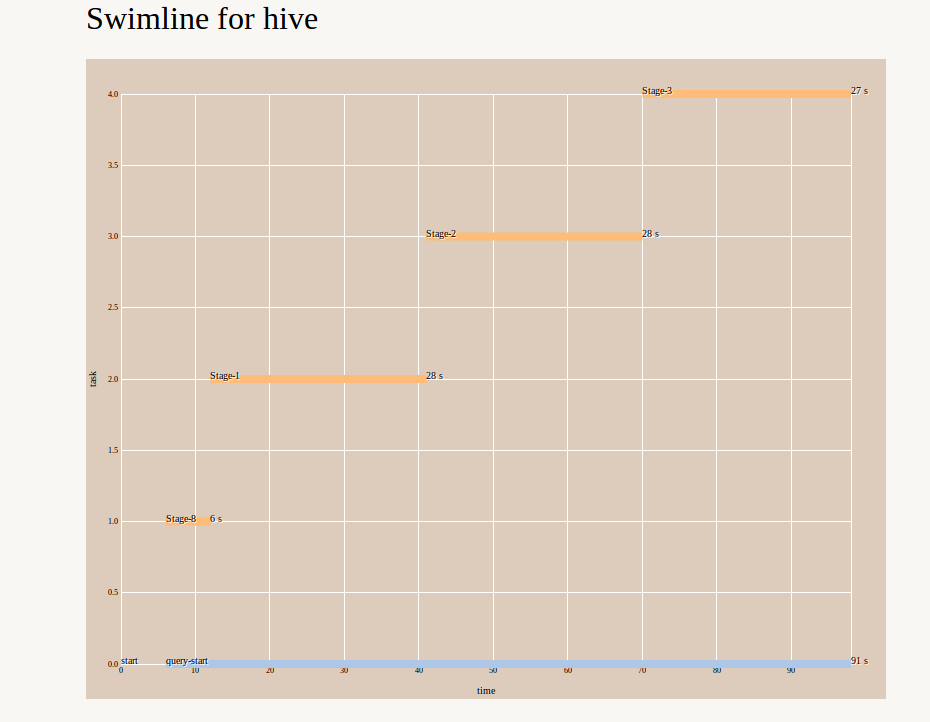 Swimline for hive
4.0
Stage-3
27 s
3.5
3.0
Stage-2
28 s
2.5
task
2.0
Stage-1
28 s
1.5
1.0
Stage-8
6 s
0.5
0.0
start
query-start
91 s
0
10
20
30
40
50
60
70
80
90
time